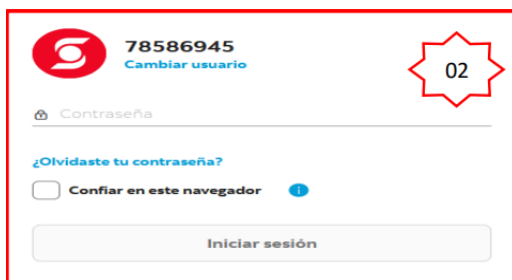 78586945
Cambiar usuario
02
Contraseña
¿Olvidaste tu contraseña?
Confiar en este navegador
i
Iniciar sesión